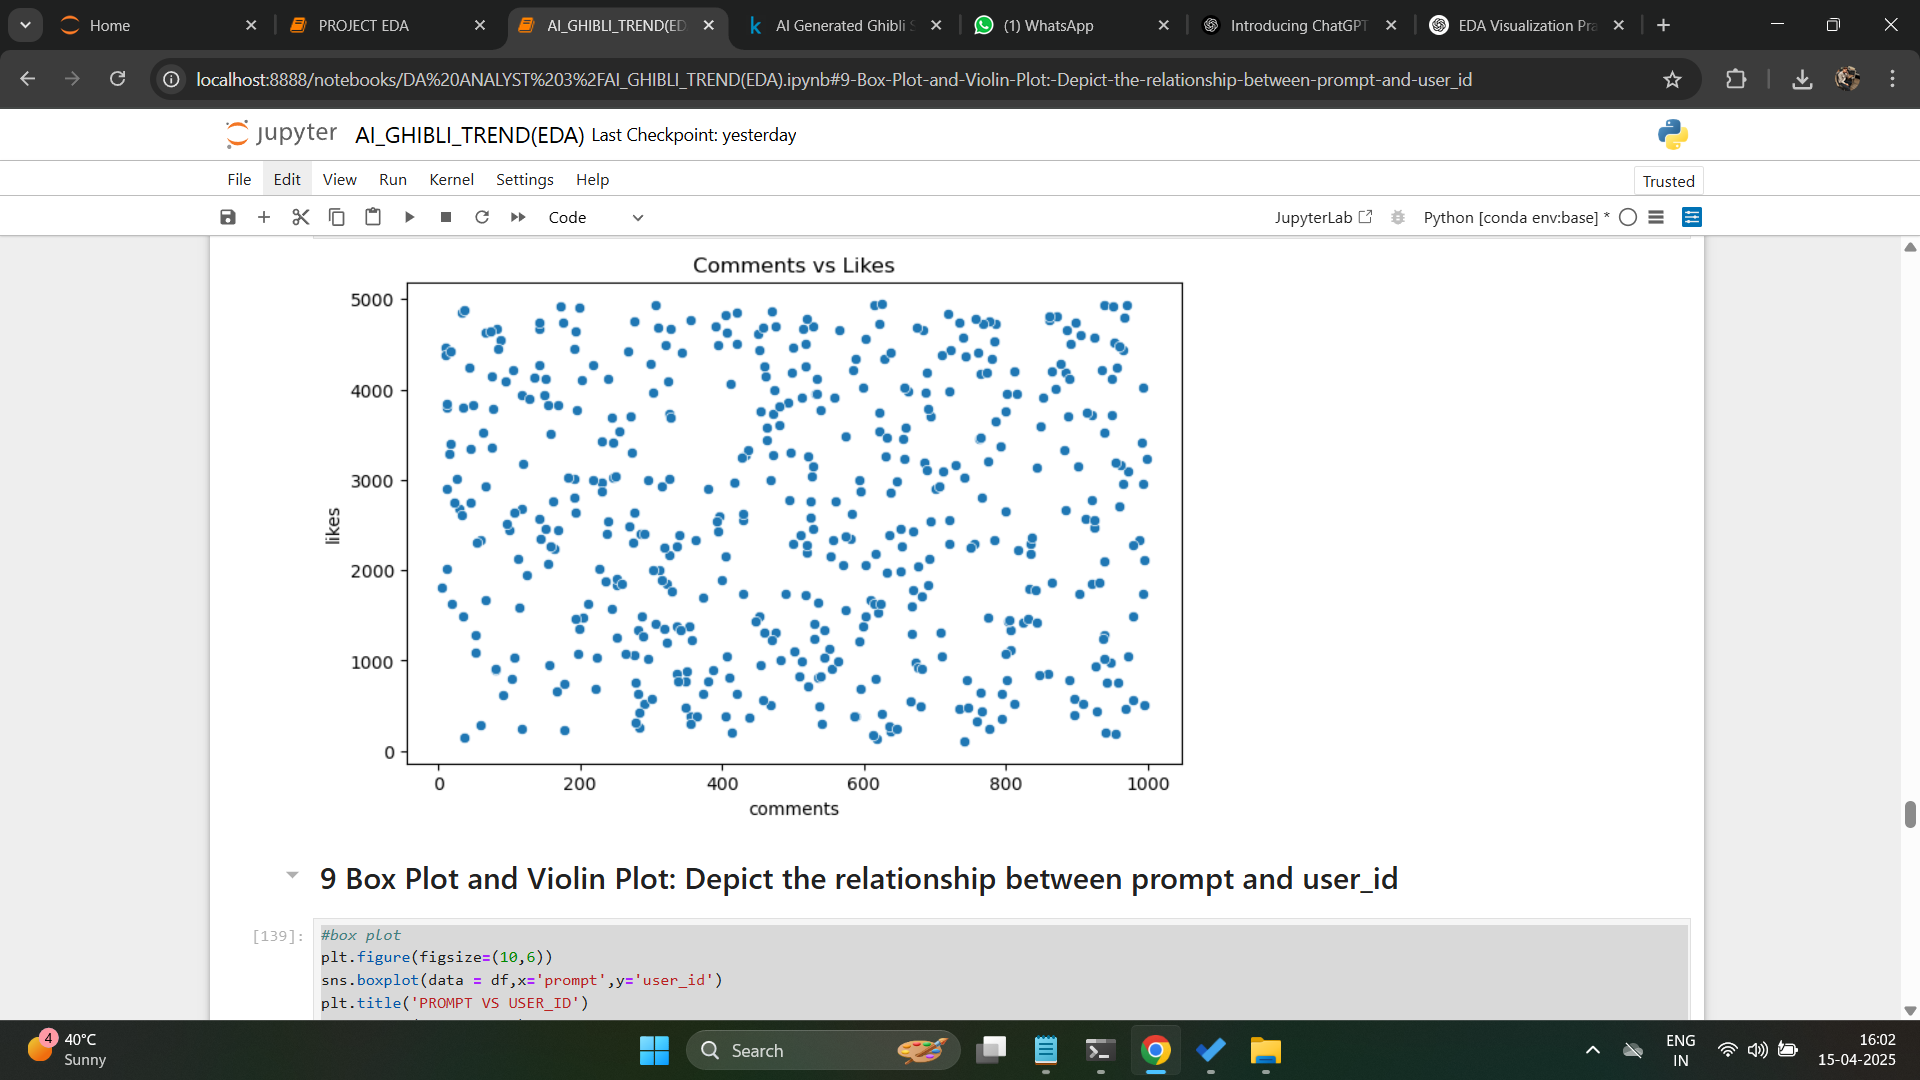 Home
PROJECT EDA
AI_GHIBLI_TREND(ED
AI Generated Ghibli S
(1) WhatsApp
Introducing ChatGPT
EDA Visualization Pra
localhost:8888/notebooks/DA%20ANALYST%203%2FAI_GHIBLI_TREND(EDA).ipynb#9-Box-Plot-and-Violin-Plot:-Depict-the-relationship-between-prompt-and-user_id
jupyter AI_GHIBLI_TREND(EDA) Last Checkpoint: yesterday
File Edit View Run Kernel Settings Help
Trusted
Code
JupyterLab
Python [conda env:base] *
Comments vs Likes
5000
4000
3000
2000
1000
0
likes
0 200 400 600 800 1000
comments
9 Box Plot and Violin Plot: Depict the relationship between prompt and user_id
[139]:
#box plot
plt.figure(figsize=(10,6))
sns.boxplot(data = df,x='prompt',y='user_id')
plt.title('PROMPT VS USER_ID')
4
40°C
Sunny
Search
ENG
IN
16:02
15-04-2025